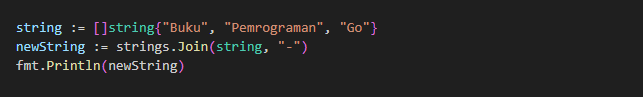 string := []string{"Buku", "Pemrograman", "Go"}
newString := strings.Join(string, "-")
fmt.Println(newString)